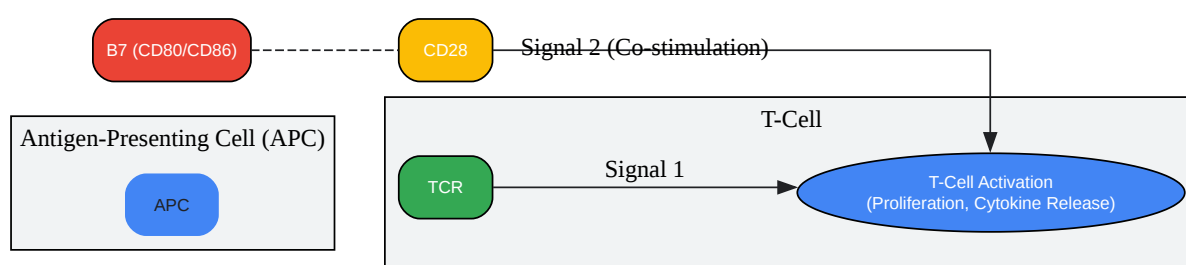 B7 (CD80/CD86)
CD28
Signal 2 (Co-stimulation)
Antigen-Presenting Cell (APC)
APC
T-Cell
TCR
Signal 1
T-Cell Activation
(Proliferation, Cytokine Release)